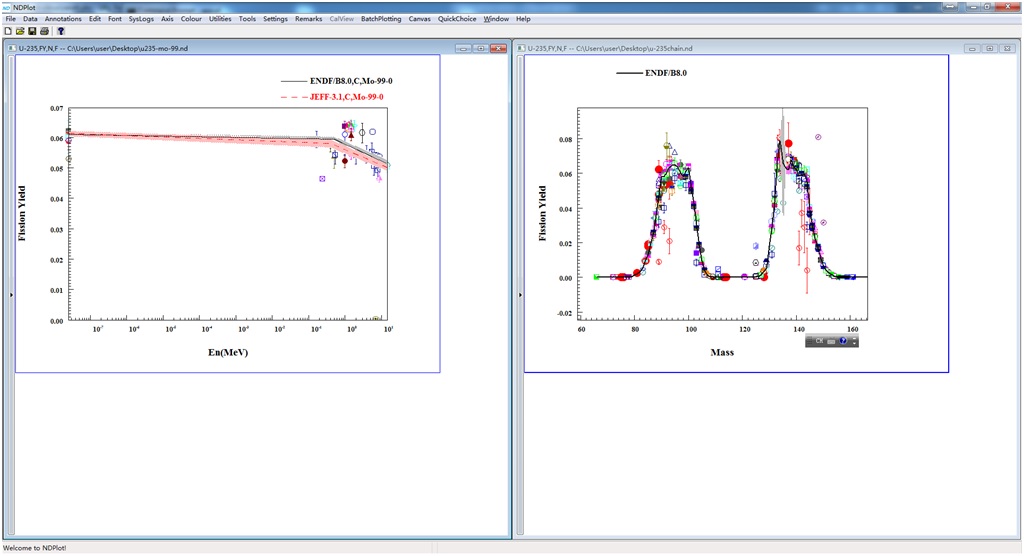 NDPlot
File Data Annotations Edit Font SysLogs Axis Colour Utilities Tools Settings Remarks CalView BatchPlotting Canvas QuickChoice Window Help
U-235,FY,N,F -- C:\Users\user\Desktop\u235-mo-99.nd
ENDF/B8.0,C,Mo-99-0
JEFF-3.1,C,Mo-99-0
0.07
0.06
0.05
0.04
0.03
0.02
0.01
0.00
Fission Yield
10⁻⁷ 10⁻⁶ 10⁻⁵ 10⁻⁴ 10⁻³ 10⁻² 10⁻¹ 10⁰ 10¹
En(MeV)
U-235,FY,N,F -- C:\Users\user\Desktop\u-235chain.nd
ENDF/B8.0
0.08
0.06
0.04
0.02
0.00
-0.02
Fission Yield
60 80 100 120 140 160
Mass
CH
Welcome to NDPlot!